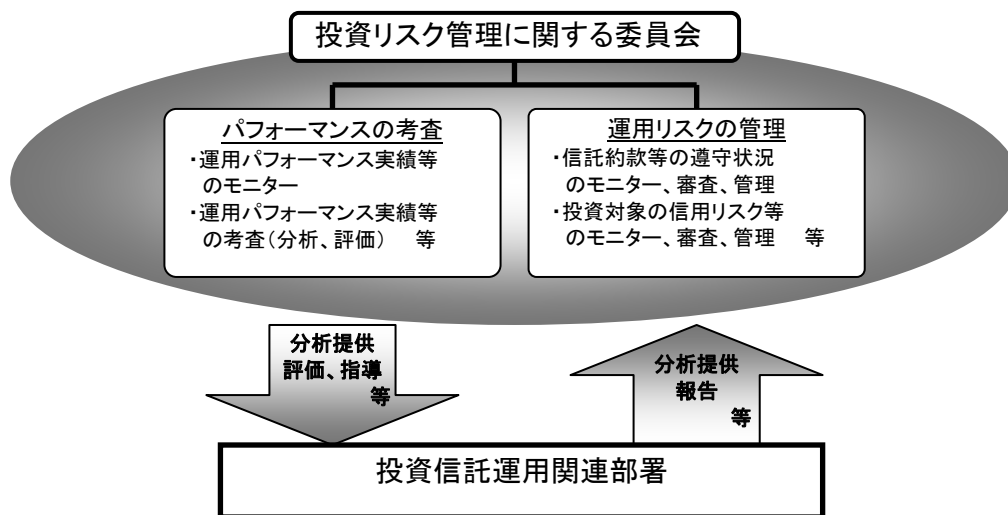 投資リスク管理に関する委員会
パフォーマンスの考査
・運用パフォーマンス実績等
のモニター
・運用パフォーマンス実績等
の考査（分析、評価）　等
運用リスクの管理
・信託約款等の遵守状況
のモニター、審査、管理
・投資対象の信用リスク等
のモニター、審査、管理　等
分析提供
評価、指導
等
分析提供
報告
等
投資信託運用関連部署